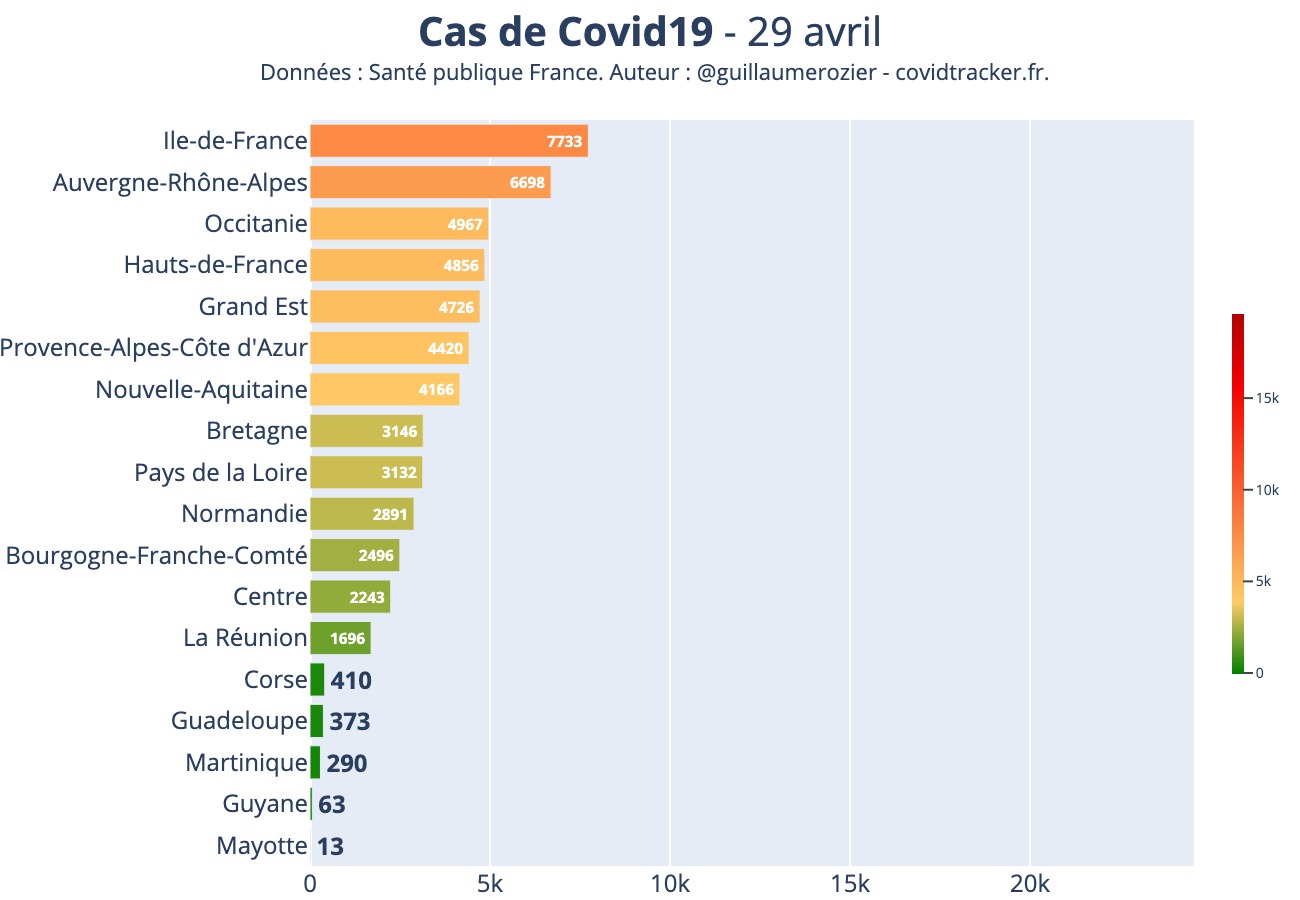 Cas de Covid19 - 29 avril
Données : Santé publique France. Auteur : @guillaumerozier - covidtracker.fr.
Ile-de-France 7733
Auvergne-Rhône-Alpes 6698
Occitanie 4967
Hauts-de-France 4856
Grand Est 4726
Provence-Alpes-Côte d'Azur 4420
Nouvelle-Aquitaine 4166
Bretagne 3146
Pays de la Loire 3132
Normandie 2891
Bourgogne-Franche-Comté 2496
Centre 2243
La Réunion 1696
Corse 410
Guadeloupe 373
Martinique 290
Guyane 63
Mayotte 13
0 5k 10k 15k 20k
15k
10k
5k
0